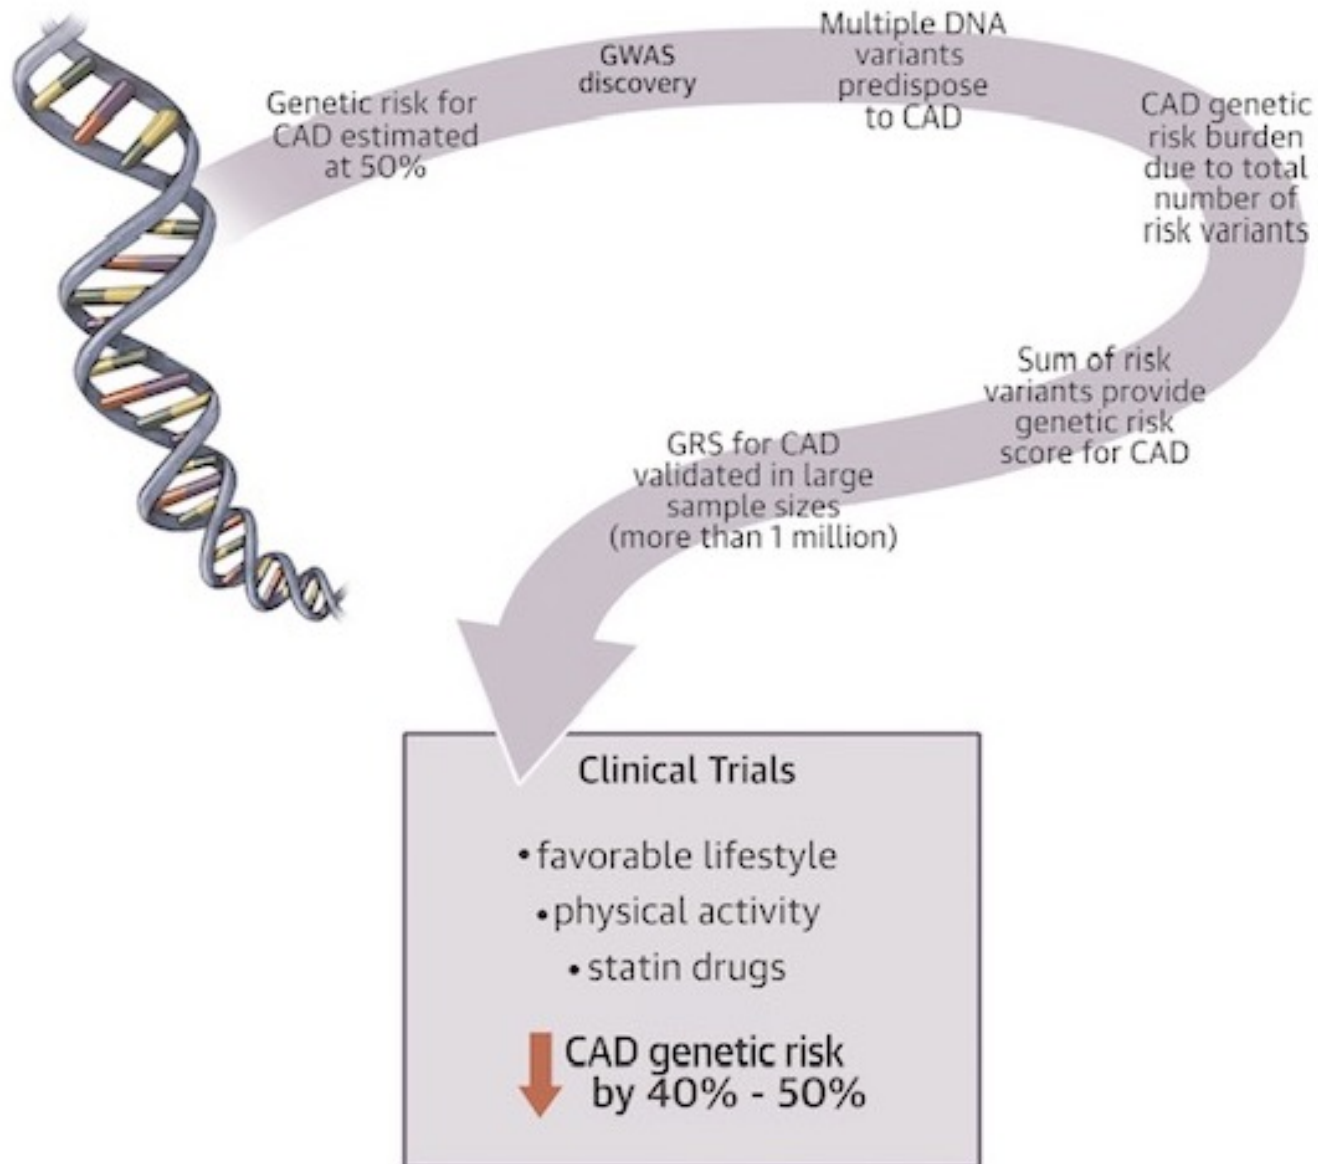 Genetic risk for
CAD estimated
at 50%
GWAS
discovery
Multiple DNA
variants
predispose
to CAD
CAD genetic
risk burden
due to total
number of
risk variants
Sum of risk
variants provide
genetic risk
score for CAD
GRS for CAD
validated in large
sample sizes
(more than 1 million)
Clinical Trials
• favorable lifestyle
• physical activity
• statin drugs
CAD genetic risk
by 40% - 50%